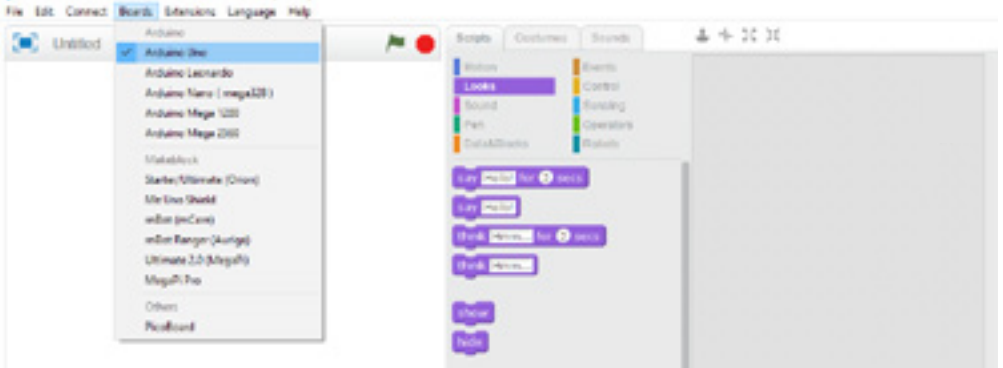 File Edit Connect Boards Extensions Language Help
Untitled
Arduino
Arduino Uno
Arduino Leonardo
Arduino Nano ( mega328 )
Arduino Mega 1280
Arduino Mega 2560
Makeblock
Starter/Ultimate (Orion)
Me Uno Shield
mBot (mCore)
mBot Ranger (Auriga)
Ultimate 2.0 (MegaPi)
MegaPi Pro
Others
PicoBoard
Scripts Costumes Sounds
Motion Events
Looks Control
Sound Sensing
Pen Operators
Data&Blocks Robots
say Hello! for 2 secs
say Hello!
think Hmm... for 2 secs
think Hmm...
show
hide